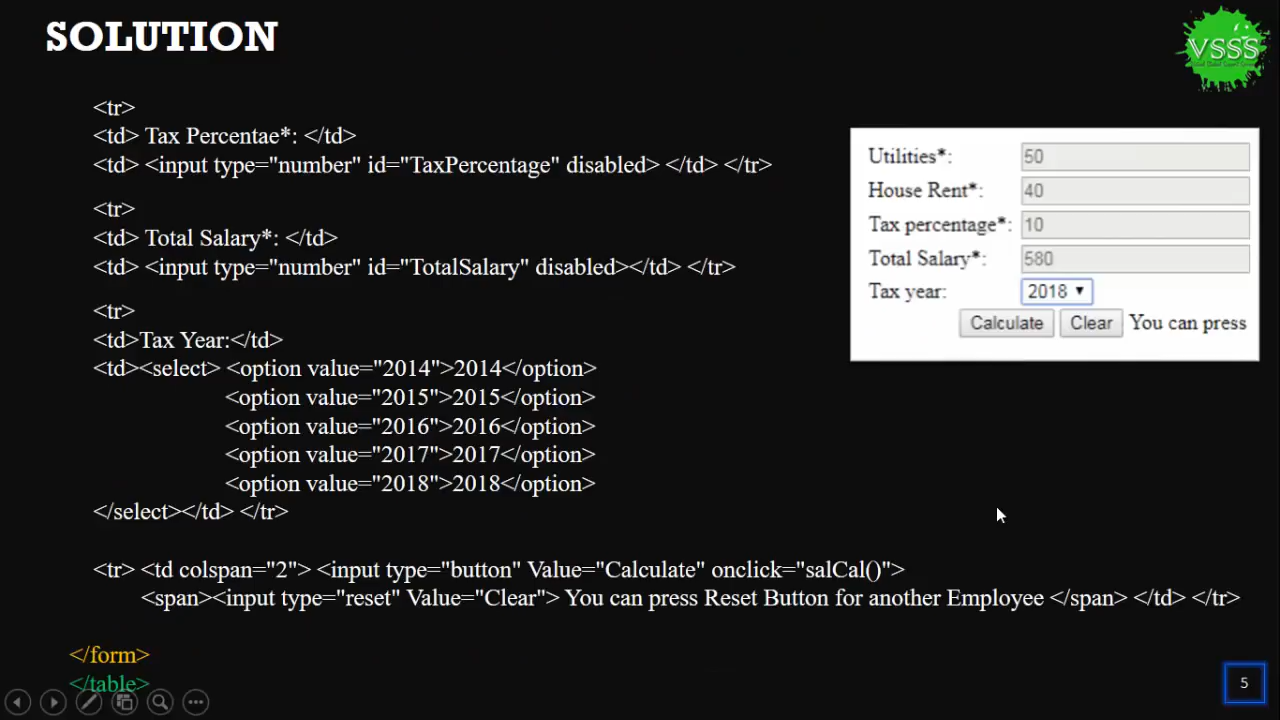 SOLUTION
VSSS
<tr>
<td> Tax Percentae*: </td>
<td> <input type="number" id="TaxPercentage" disabled> </td> </tr>
<tr>
<td> Total Salary*: </td>
<td> <input type="number" id="TotalSalary" disabled></td> </tr>
<tr>
<td>Tax Year:</td>
<td><select> <option value="2014">2014</option>
<option value="2015">2015</option>
<option value="2016">2016</option>
<option value="2017">2017</option>
<option value="2018">2018</option>
</select></td> </tr>
<tr> <td colspan="2"> <input type="button" Value="Calculate" onclick="salCal()">
<span><input type="reset" Value="Clear"> You can press Reset Button for another Employee </span> </td> </tr>
</form>
</table>
Utilities*: 50
House Rent*: 40
Tax percentage*: 10
Total Salary*: 580
Tax year: 2018
Calculate Clear You can press
5